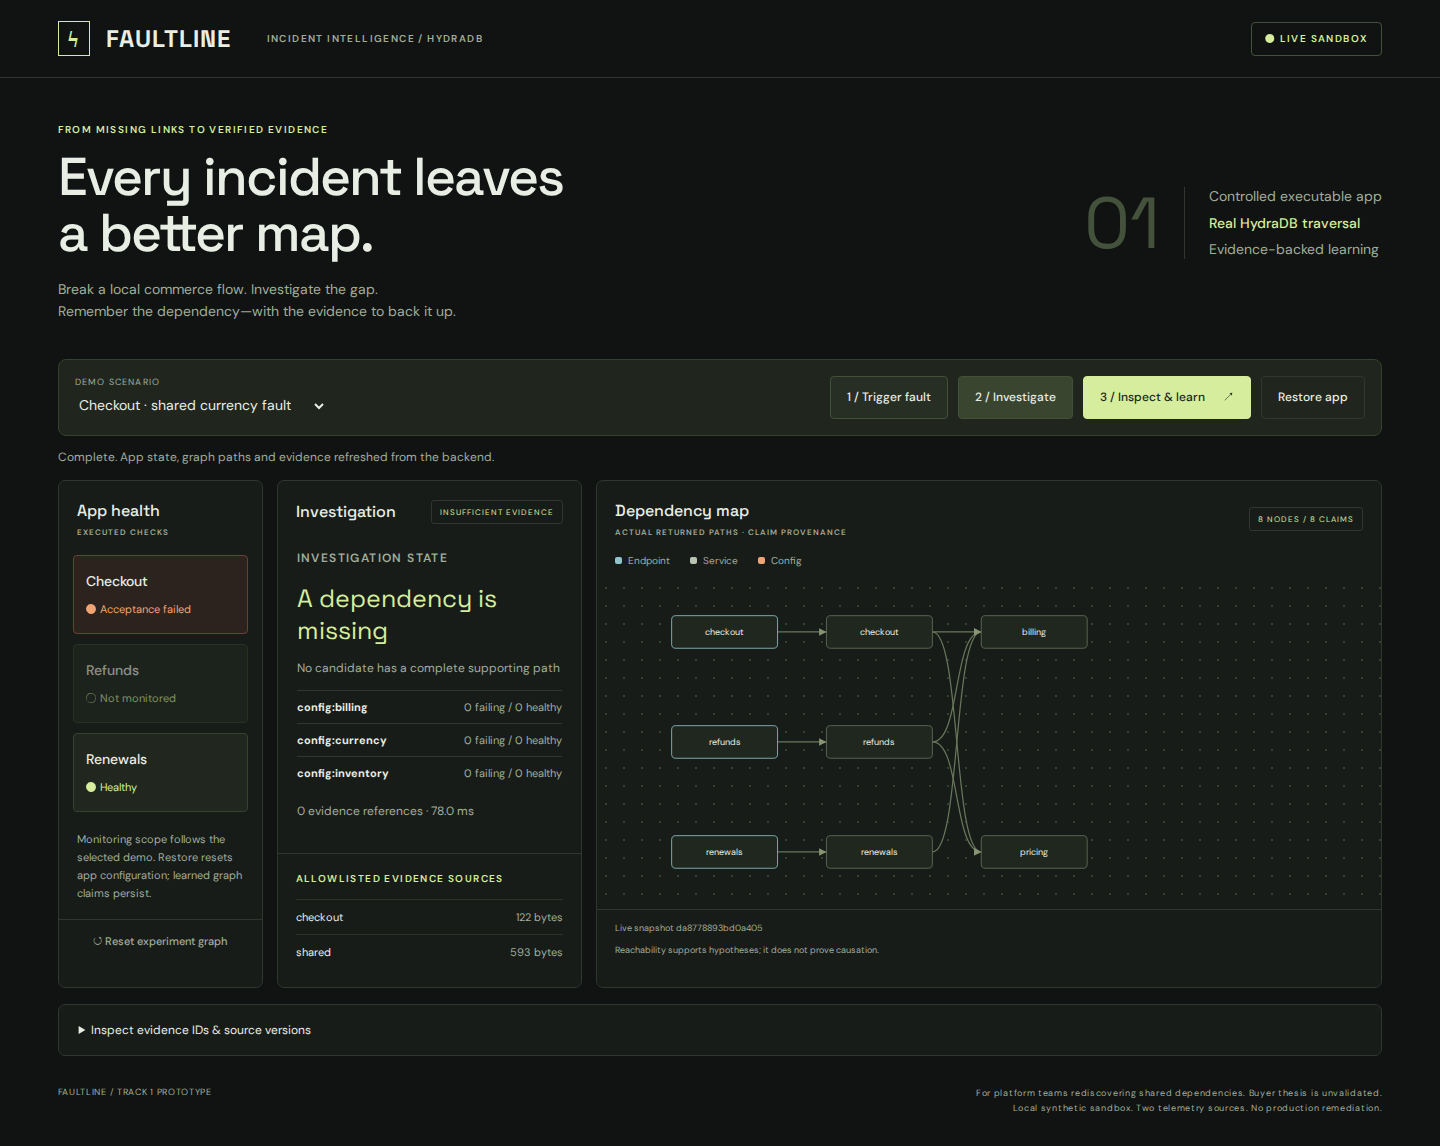 ϟ FAULTLINE INCIDENT INTELLIGENCE / HYDRADB LIVE SANDBOX
FROM MISSING LINKS TO VERIFIED EVIDENCE
Every incident leaves
a better map.
Break a local commerce flow. Investigate the gap.
Remember the dependency—with the evidence to back it up.
01
Controlled executable app
Real HydraDB traversal
Evidence-backed learning
DEMO SCENARIO
Checkout · shared currency fault
1 / Trigger fault
2 / Investigate
3 / Inspect & learn ↗
Restore app
Complete. App state, graph paths and evidence refreshed from the backend.
App health
EXECUTED CHECKS
Checkout
Acceptance failed
Refunds
Not monitored
Renewals
Healthy
Monitoring scope follows the
selected demo. Restore resets
app configuration; learned graph
claims persist.
Reset experiment graph
Investigation INSUFFICIENT EVIDENCE
INVESTIGATION STATE
A dependency is
missing
No candidate has a complete supporting path
config:billing 0 failing / 0 healthy
config:currency 0 failing / 0 healthy
config:inventory 0 failing / 0 healthy
0 evidence references · 78.0 ms
ALLOWLISTED EVIDENCE SOURCES
checkout 122 bytes
shared 593 bytes
Dependency map
ACTUAL RETURNED PATHS · CLAIM PROVENANCE
8 NODES / 8 CLAIMS
Endpoint Service Config
checkout checkout billing
refunds refunds
renewals renewals pricing
Live snapshot da8778893bd0a405
Reachability supports hypotheses; it does not prove causation.
Inspect evidence IDs & source versions
FAULTLINE / TRACK 1 PROTOTYPE
For platform teams rediscovering shared dependencies. Buyer thesis is unvalidated.
Local synthetic sandbox. Two telemetry sources. No production remediation.